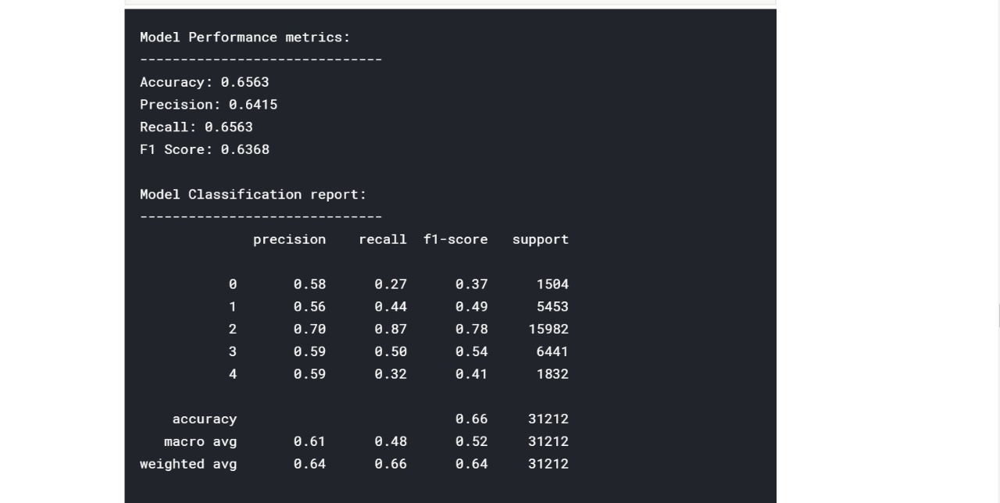 Model Performance metrics:
------------------------------
Accuracy: 0.6563
Precision: 0.6415
Recall: 0.6563
F1 Score: 0.6368
Model Classification report:
------------------------------
precision recall f1-score support
0 0.58 0.27 0.37 1504
1 0.56 0.44 0.49 5453
2 0.70 0.87 0.78 15982
3 0.59 0.50 0.54 6441
4 0.59 0.32 0.41 1832
accuracy 0.66 31212
macro avg 0.61 0.48 0.52 31212
weighted avg 0.64 0.66 0.64 31212